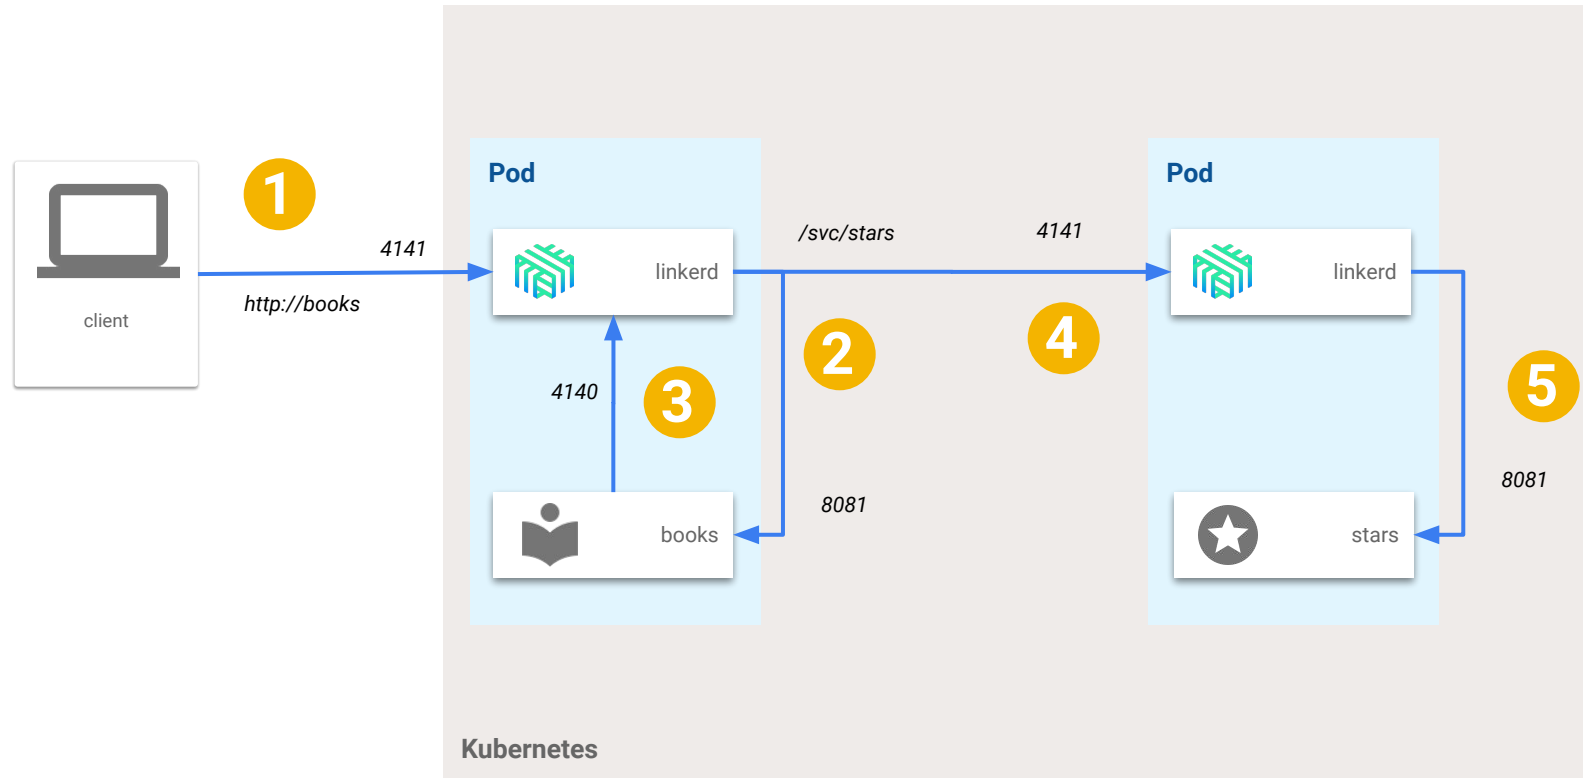 1
4141
http://books
client
Pod
linkerd
4140
3
books
/svc/stars
2
8081
4141
4
Pod
linkerd
5
8081
stars
Kubernetes